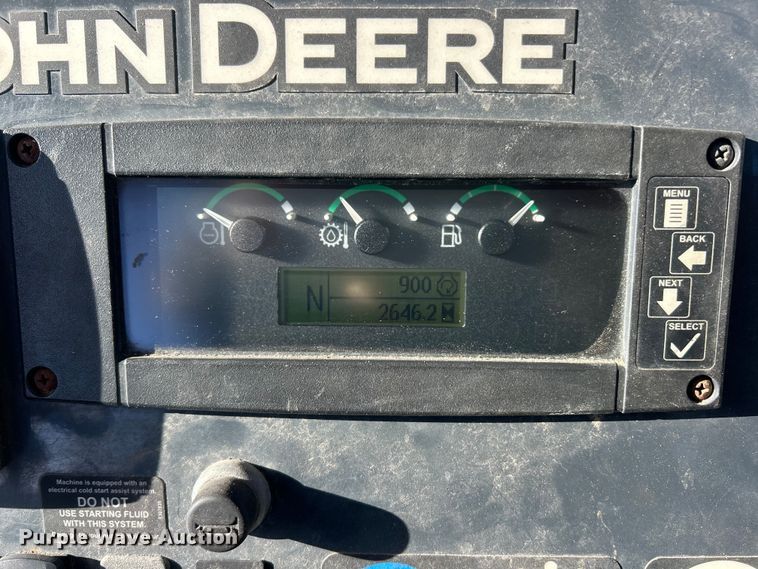 OHN DEERE
MENU
BACK
NEXT
SELECT
N
900
2646.2
Machine is equipped with an
electrical cold start assist system.
DO NOT
USE STARTING FLUID
WITH THIS SYSTEM.
Purple Wave Auction